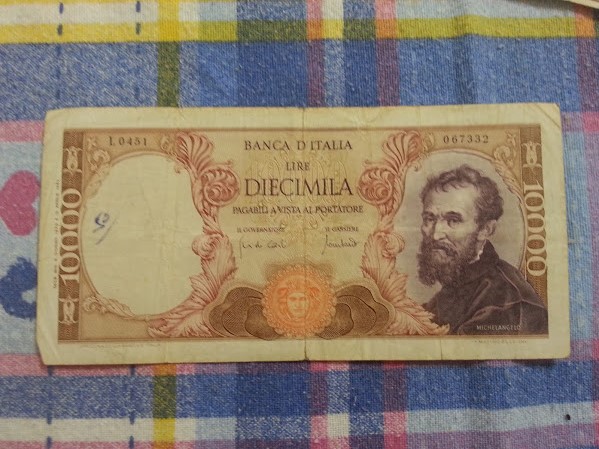 I.0451
067332
BANCA D'ITALIA
LIRE
DIECIMILA
PAGABILI A VISTA AL PORTATORE
IL GOVERNATORE
IL CASSIERE
10000
10000
MICHELANGELO